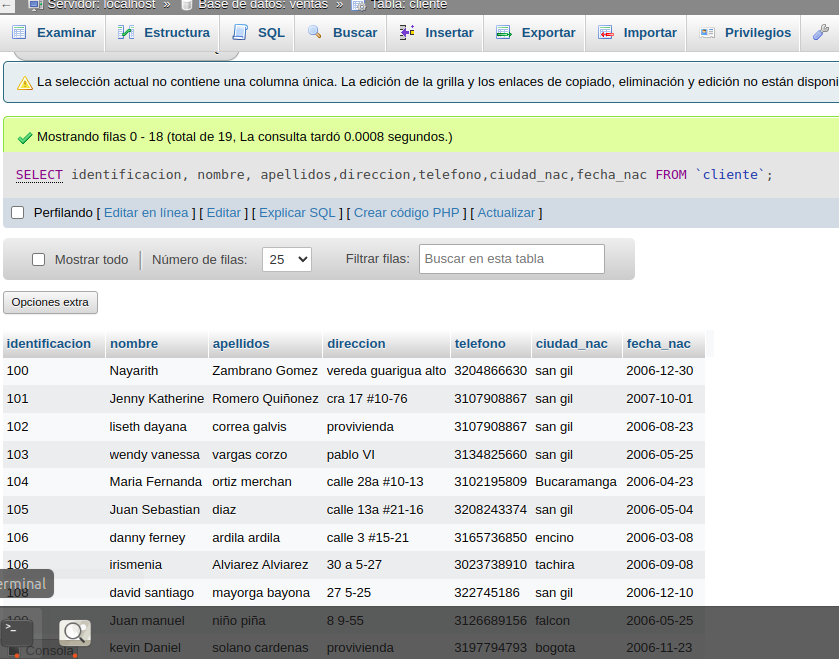 Servidor: localhost » Base de datos: ventas » Tabla: cliente
Examinar Estructura SQL Buscar Insertar Exportar Importar Privilegios
La selección actual no contiene una columna única. La edición de la grilla y los enlaces de copiado, eliminación y edición no están disponi
Mostrando filas 0 - 18 (total de 19, La consulta tardó 0.0008 segundos.)
SELECT identificacion, nombre, apellidos,direccion,telefono,ciudad_nac,fecha_nac FROM `cliente`;
Perfilando [ Editar en línea ] [ Editar ] [ Explicar SQL ] [ Crear código PHP ] [ Actualizar ]
Mostrar todo Número de filas: 25 Filtrar filas: Buscar en esta tabla
Opciones extra
identificacion nombre apellidos direccion telefono ciudad_nac fecha_nac
100 Nayarith Zambrano Gomez vereda guarigua alto 3204866630 san gil 2006-12-30
101 Jenny Katherine Romero Quiñonez cra 17 #10-76 3107908867 san gil 2007-10-01
102 liseth dayana correa galvis provivienda 3107908867 san gil 2006-08-23
103 wendy vanessa vargas corzo pablo VI 3134825660 san gil 2006-05-25
104 Maria Fernanda ortiz merchan calle 28a #10-13 3102195809 Bucaramanga 2006-04-23
105 Juan Sebastian diaz calle 13a #21-16 3208243374 san gil 2006-05-04
106 danny ferney ardila ardila calle 3 #15-21 3165736850 encino 2006-03-08
106 irismenia Alviarez Alviarez 30 a 5-27 3023738910 tachira 2006-09-08
erminal
108 david santiago mayorga bayona 27 5-25 322745186 san gil 2006-12-10
109 Juan manuel niño piña 8 9-55 3126689156 falcon 2006-05-25
kevin Daniel solano cardenas provivienda 3197794793 bogota 2006-11-23
Consola